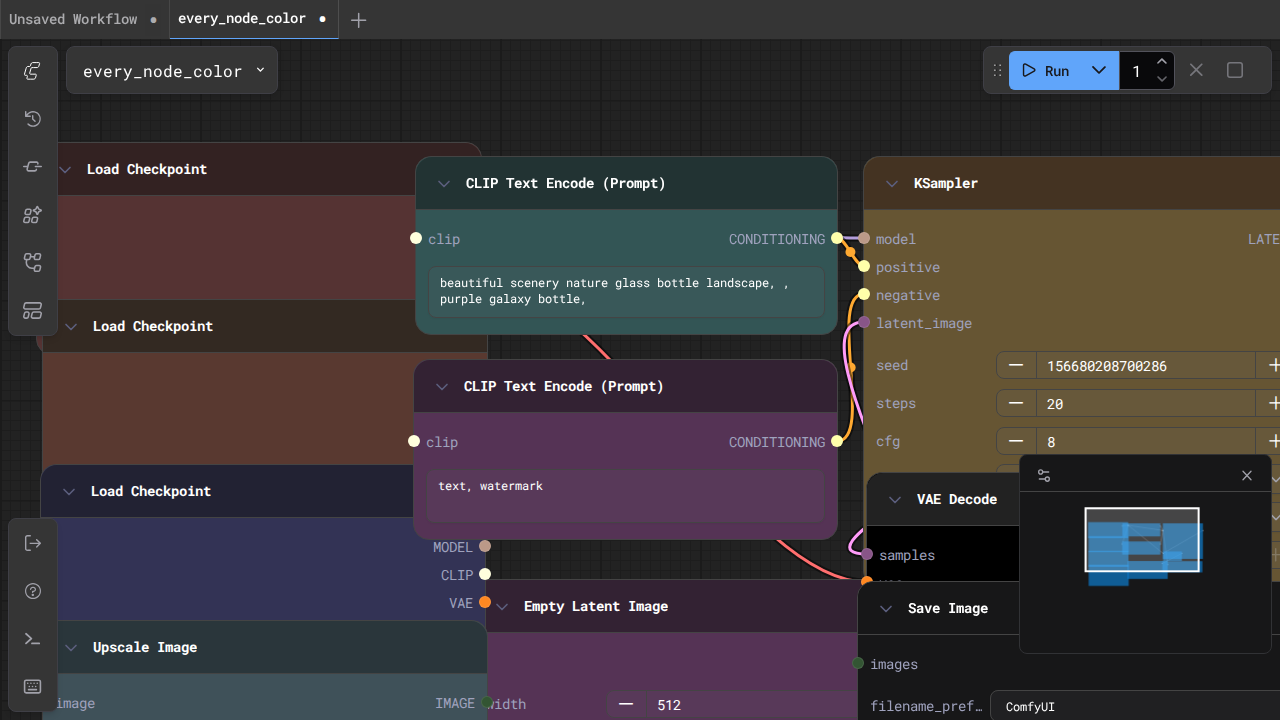 Unsaved Workflow
every_node_color
every_node_color
Run
1
Load Checkpoint
CLIP Text Encode (Prompt)
clip
CONDITIONING
beautiful scenery nature glass bottle landscape, ,
purple galaxy bottle,
KSampler
model
LATE
positive
negative
latent_image
seed
156680208700286
steps
20
cfg
8
Load Checkpoint
CLIP Text Encode (Prompt)
clip
CONDITIONING
text, watermark
Load Checkpoint
MODEL
CLIP
VAE
VAE Decode
samples
Empty Latent Image
width
512
Save Image
images
filename_pref…
ComfyUI
Upscale Image
image
IMAGE